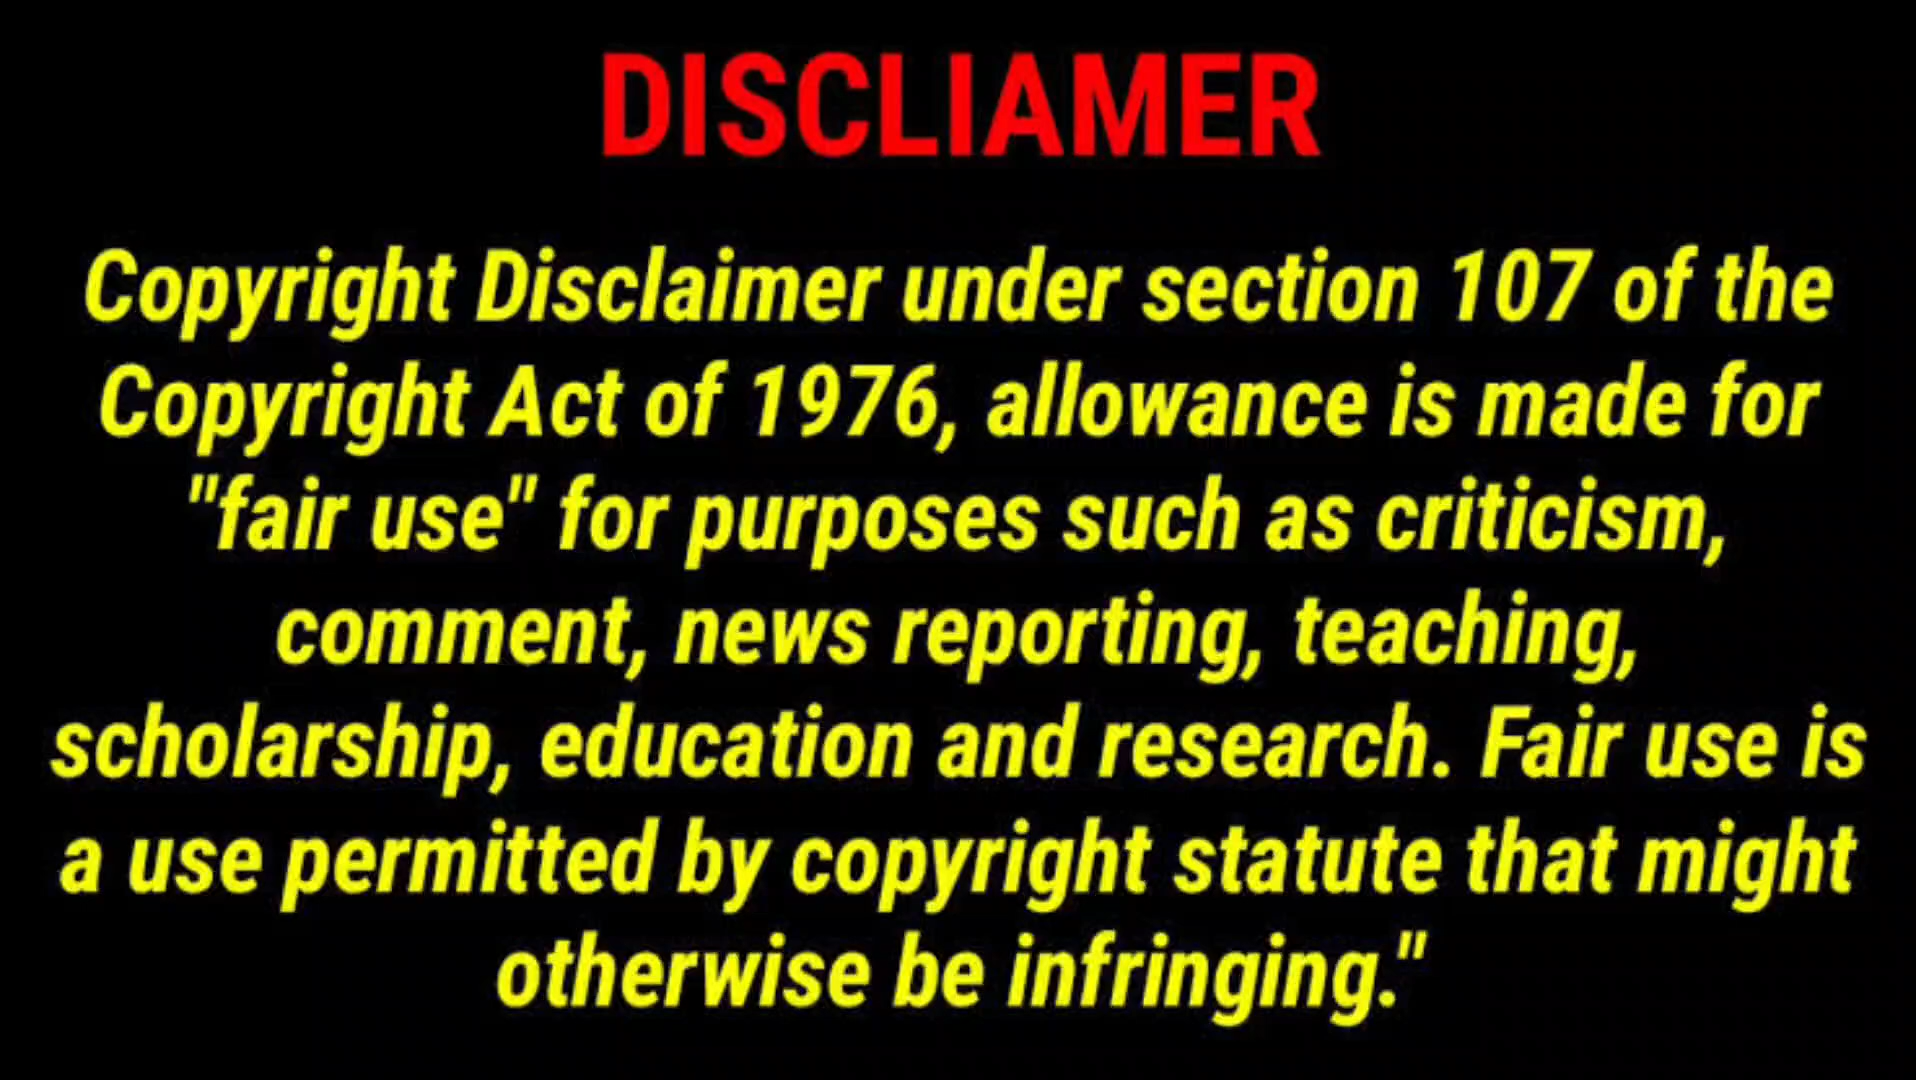 DISCLIAMER
Copyright Disclaimer under section 107 of the
Copyright Act of 1976, allowance is made for
"fair use" for purposes such as criticism,
comment, news reporting, teaching,
scholarship, education and research. Fair use is
a use permitted by copyright statute that might
otherwise be infringing."